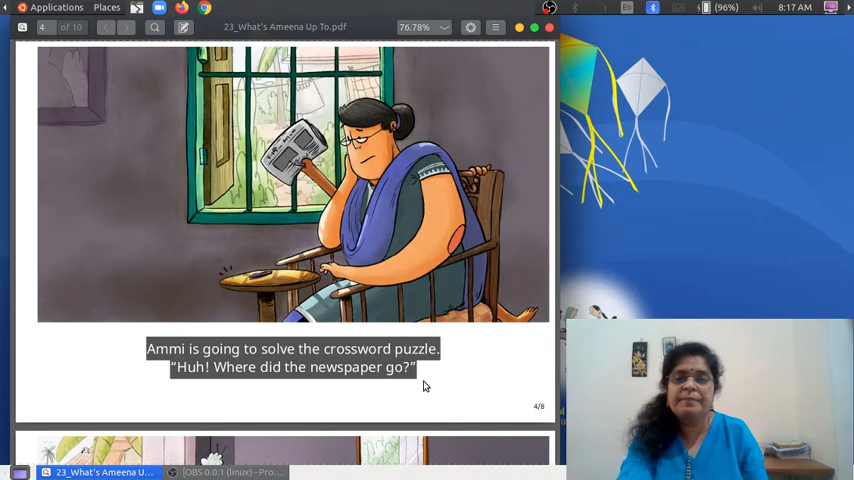 Applications Places En (96%) 8:17 AM
4 of 10 23_What's Ameena Up To.pdf 76.78%
Ammi is going to solve the crossword puzzle.
“Huh! Where did the newspaper go?”
4/8
23_What's Ameena U... [OBS 0.0.1 (linux) - Pro...